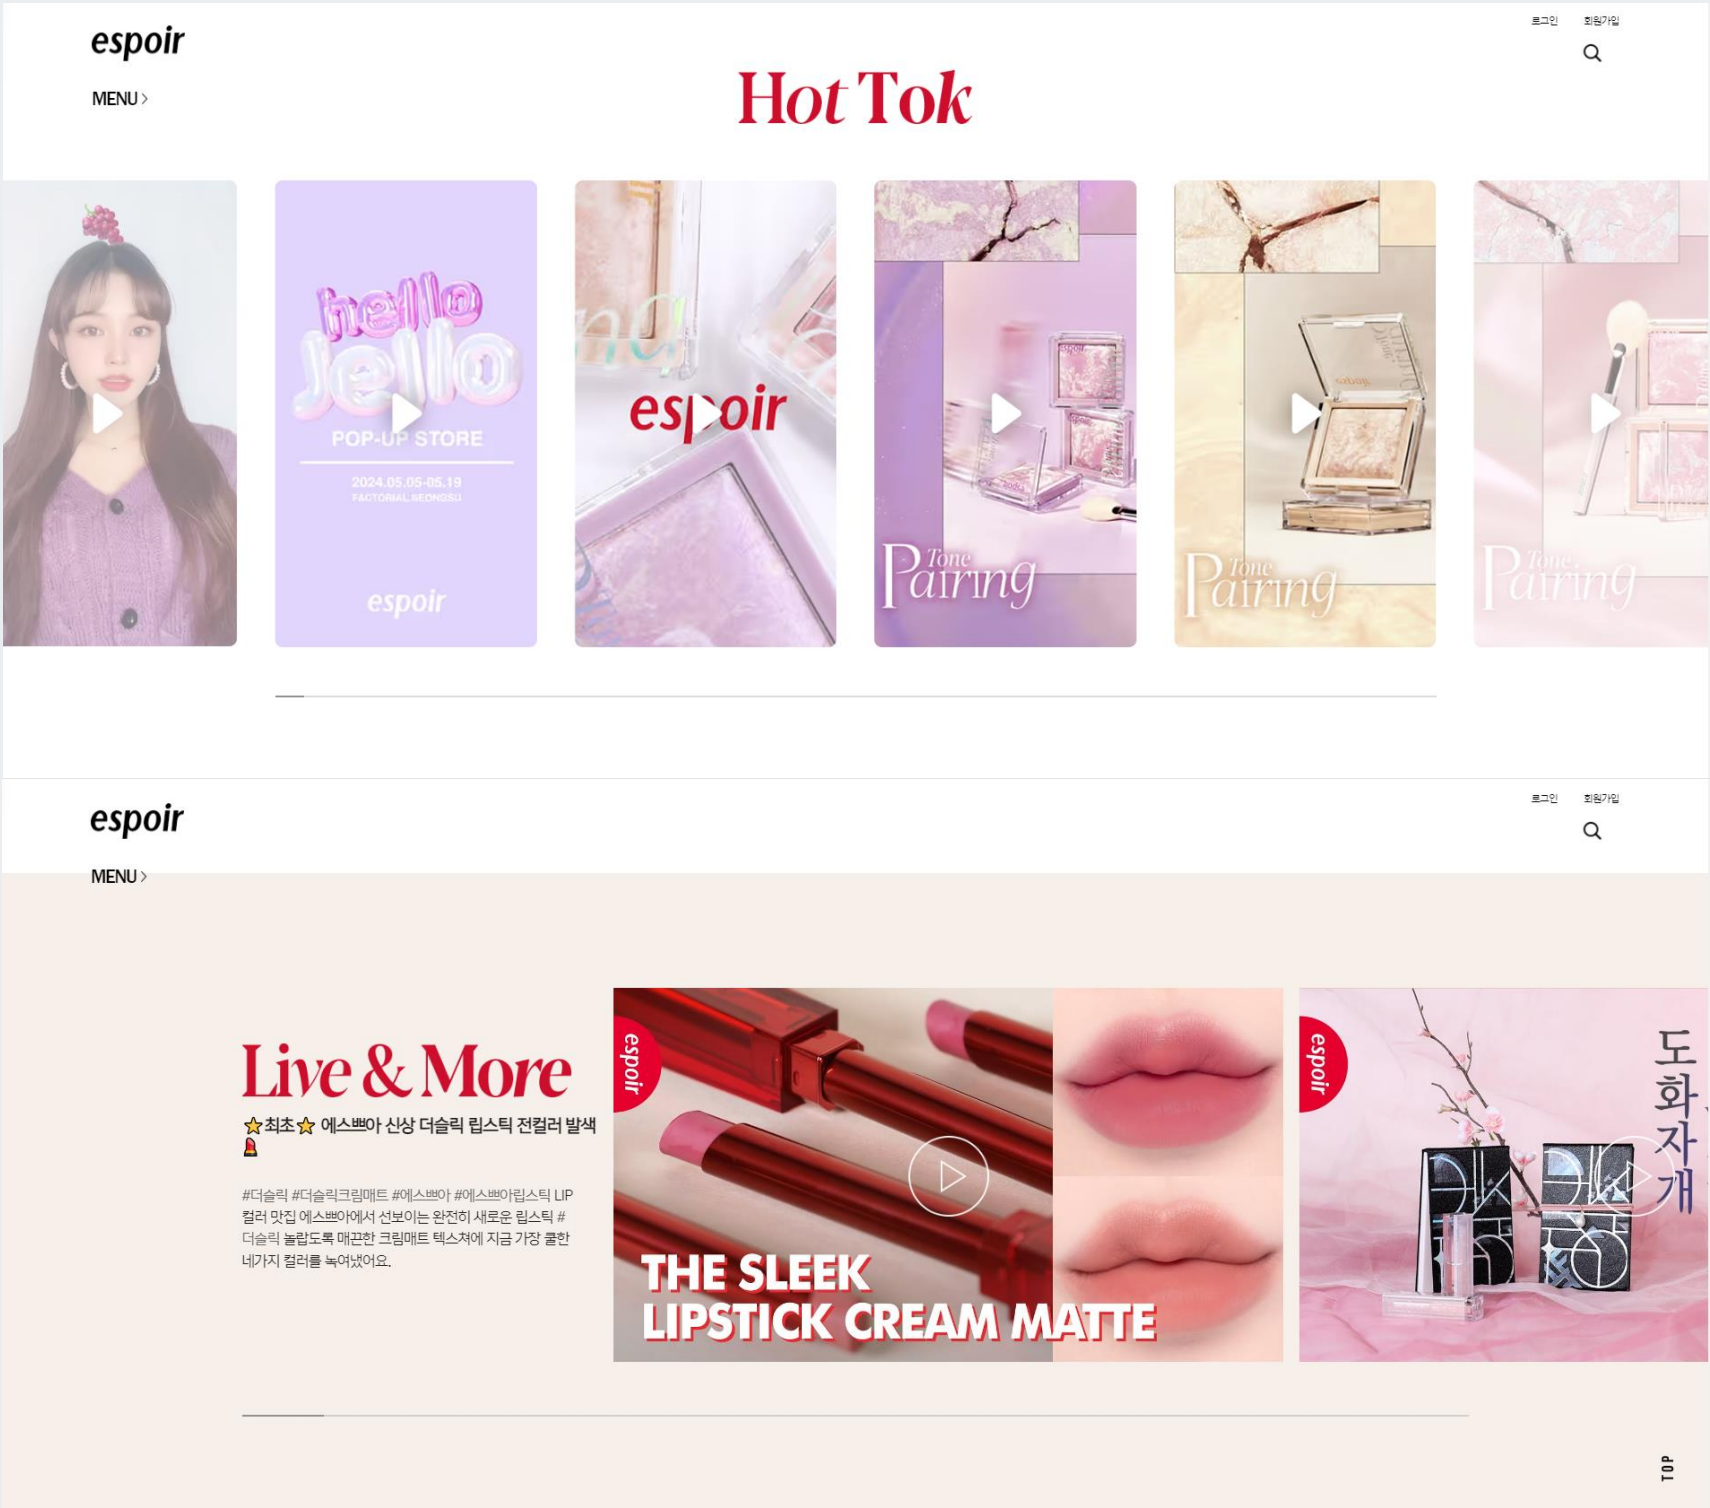 espoir
로그인 회원가입
MENU >
Hot Tok
hello
Jello
POP-UP STORE
2024.05.05-05.19
FACTORIAL SEONGSU
espoir
espoir
espoir
Tone
Pairing
espoir
Tone
Pairing
Tone
Pairing
espoir
로그인 회원가입
MENU >
Live & More
⭐최초⭐ 에스쁘아 신상 더슬릭 립스틱 전컬러 발색
💄
#더슬릭 #더슬릭크림매트 #에스쁘아 #에스쁘아립스틱 LIP
컬러 맛집 에스쁘아에서 선보이는 완전히 새로운 립스틱 #
더슬릭 놀랍도록 매끈한 크림매트 텍스쳐에 지금 가장 쿨한
네가지 컬러를 녹여냈어요.
espoir
THE SLEEK
LIPSTICK CREAM MATTE
espoir
도화자개
TOP